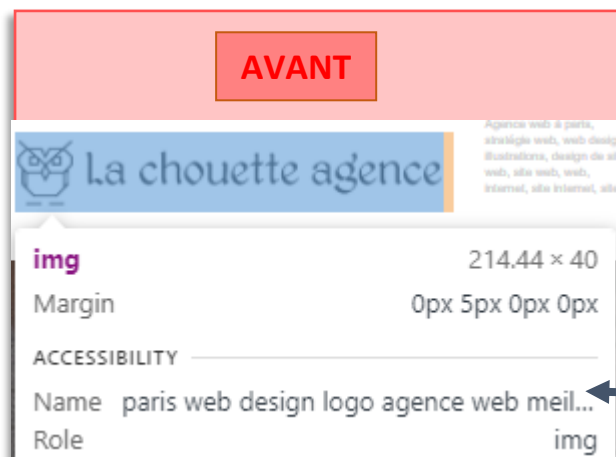 AVANT
La chouette agence
Agence web à paris,
stratégie web, web desig
illustrations, design de si
web, site web, web,
internet, site internet, site
img 214.44 × 40
Margin 0px 5px 0px 0px
ACCESSIBILITY
Name paris web design logo agence web meil...
Role img